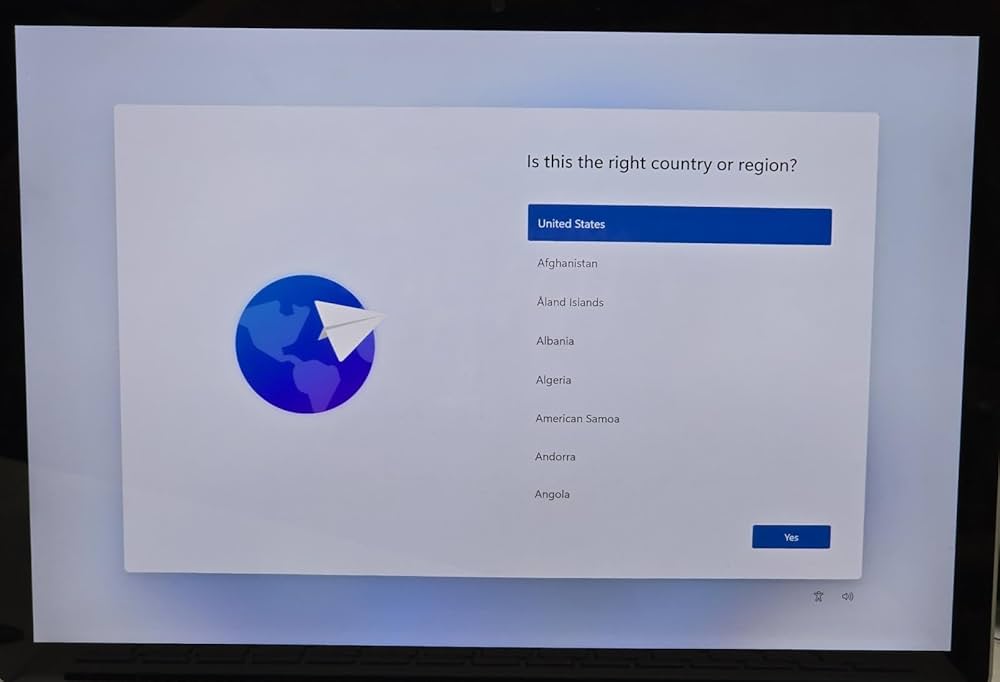 Is this the right country or region?
United States
Afghanistan
Åland Islands
Albania
Algeria
American Samoa
Andorra
Angola
Yes